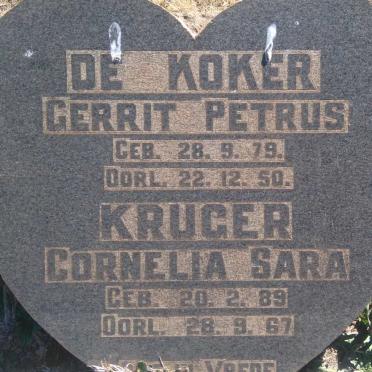 DE KOKER
GERRIT PETRUS
GEB. 28. 9. 79.
OORL. 22. 12. 50.
KRUGER
CORNELIA SARA
GEB. 20. 2. 89
OORL. 28. 9. 67
VREDE